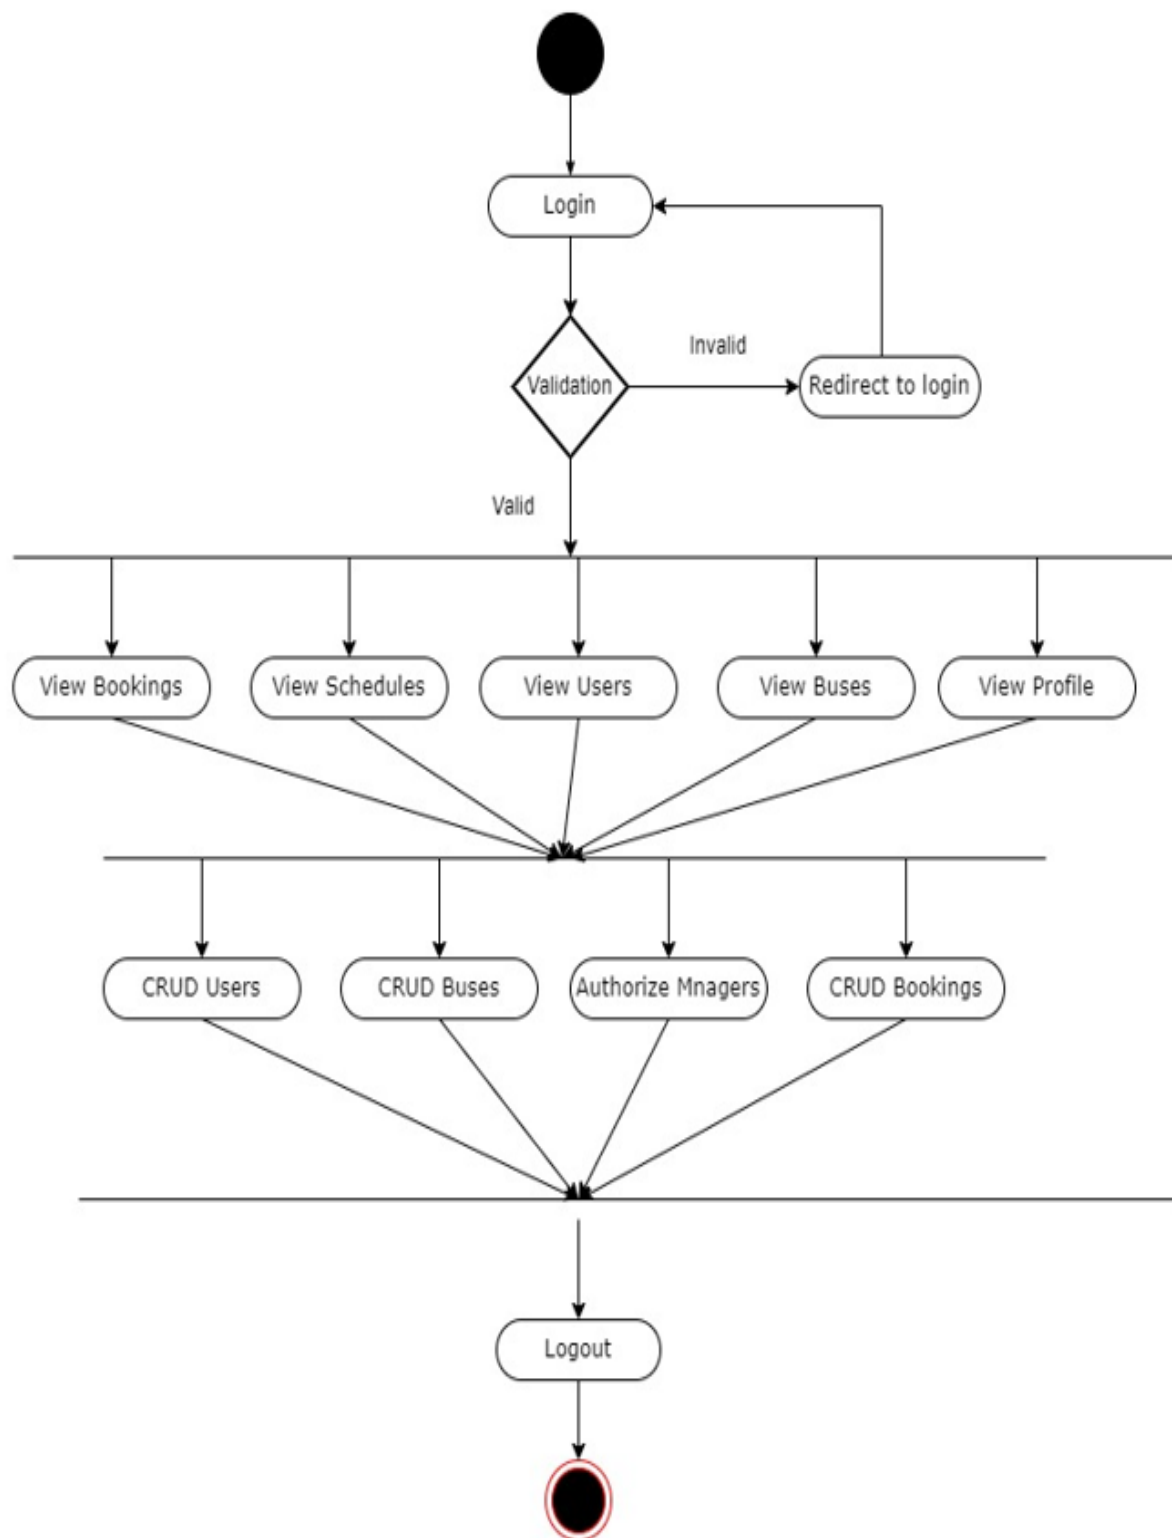 Login
Invalid
Validation
Redirect to login
Valid
View Bookings
View Schedules
View Users
View Buses
View Profile
CRUD Users
CRUD Buses
Authorize Mnagers
CRUD Bookings
Logout